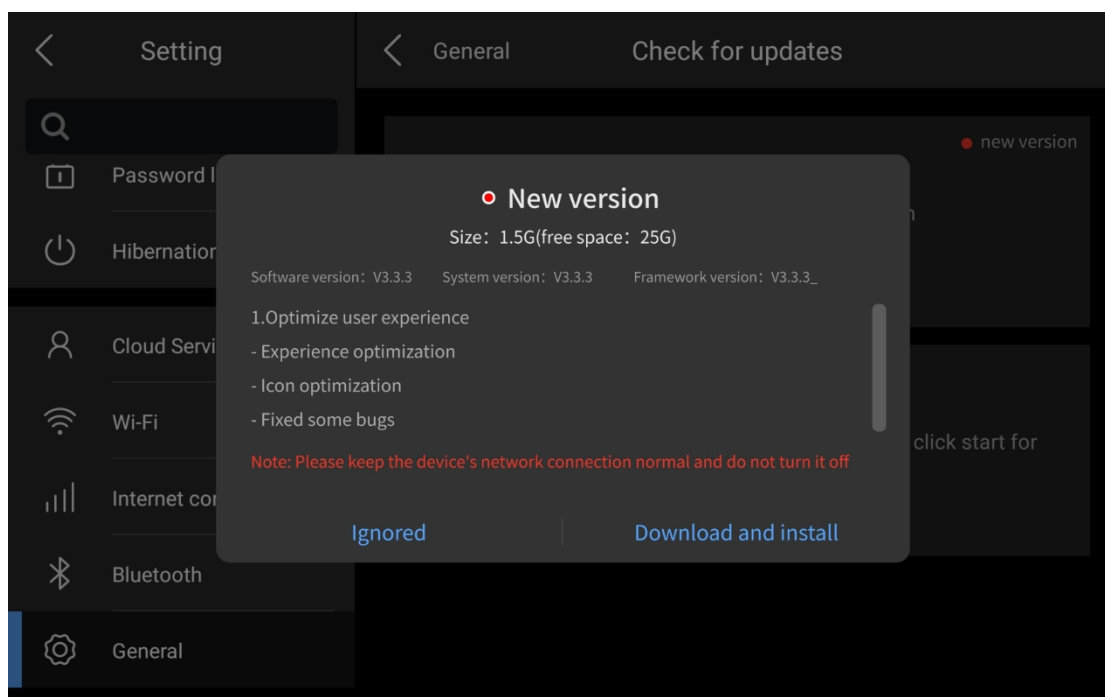 Setting
General
Check for updates
new version
Password l
Hibernation
Cloud Servi
Wi-Fi
Internet con
Bluetooth
General
New version
Size：1.5G(free space：25G)
Software version：V3.3.3 System version：V3.3.3 Framework version：V3.3.3_
1.Optimize user experience
- Experience optimization
- Icon optimization
- Fixed some bugs
Note: Please keep the device's network connection normal and do not turn it off
Ignored
Download and install
click start for